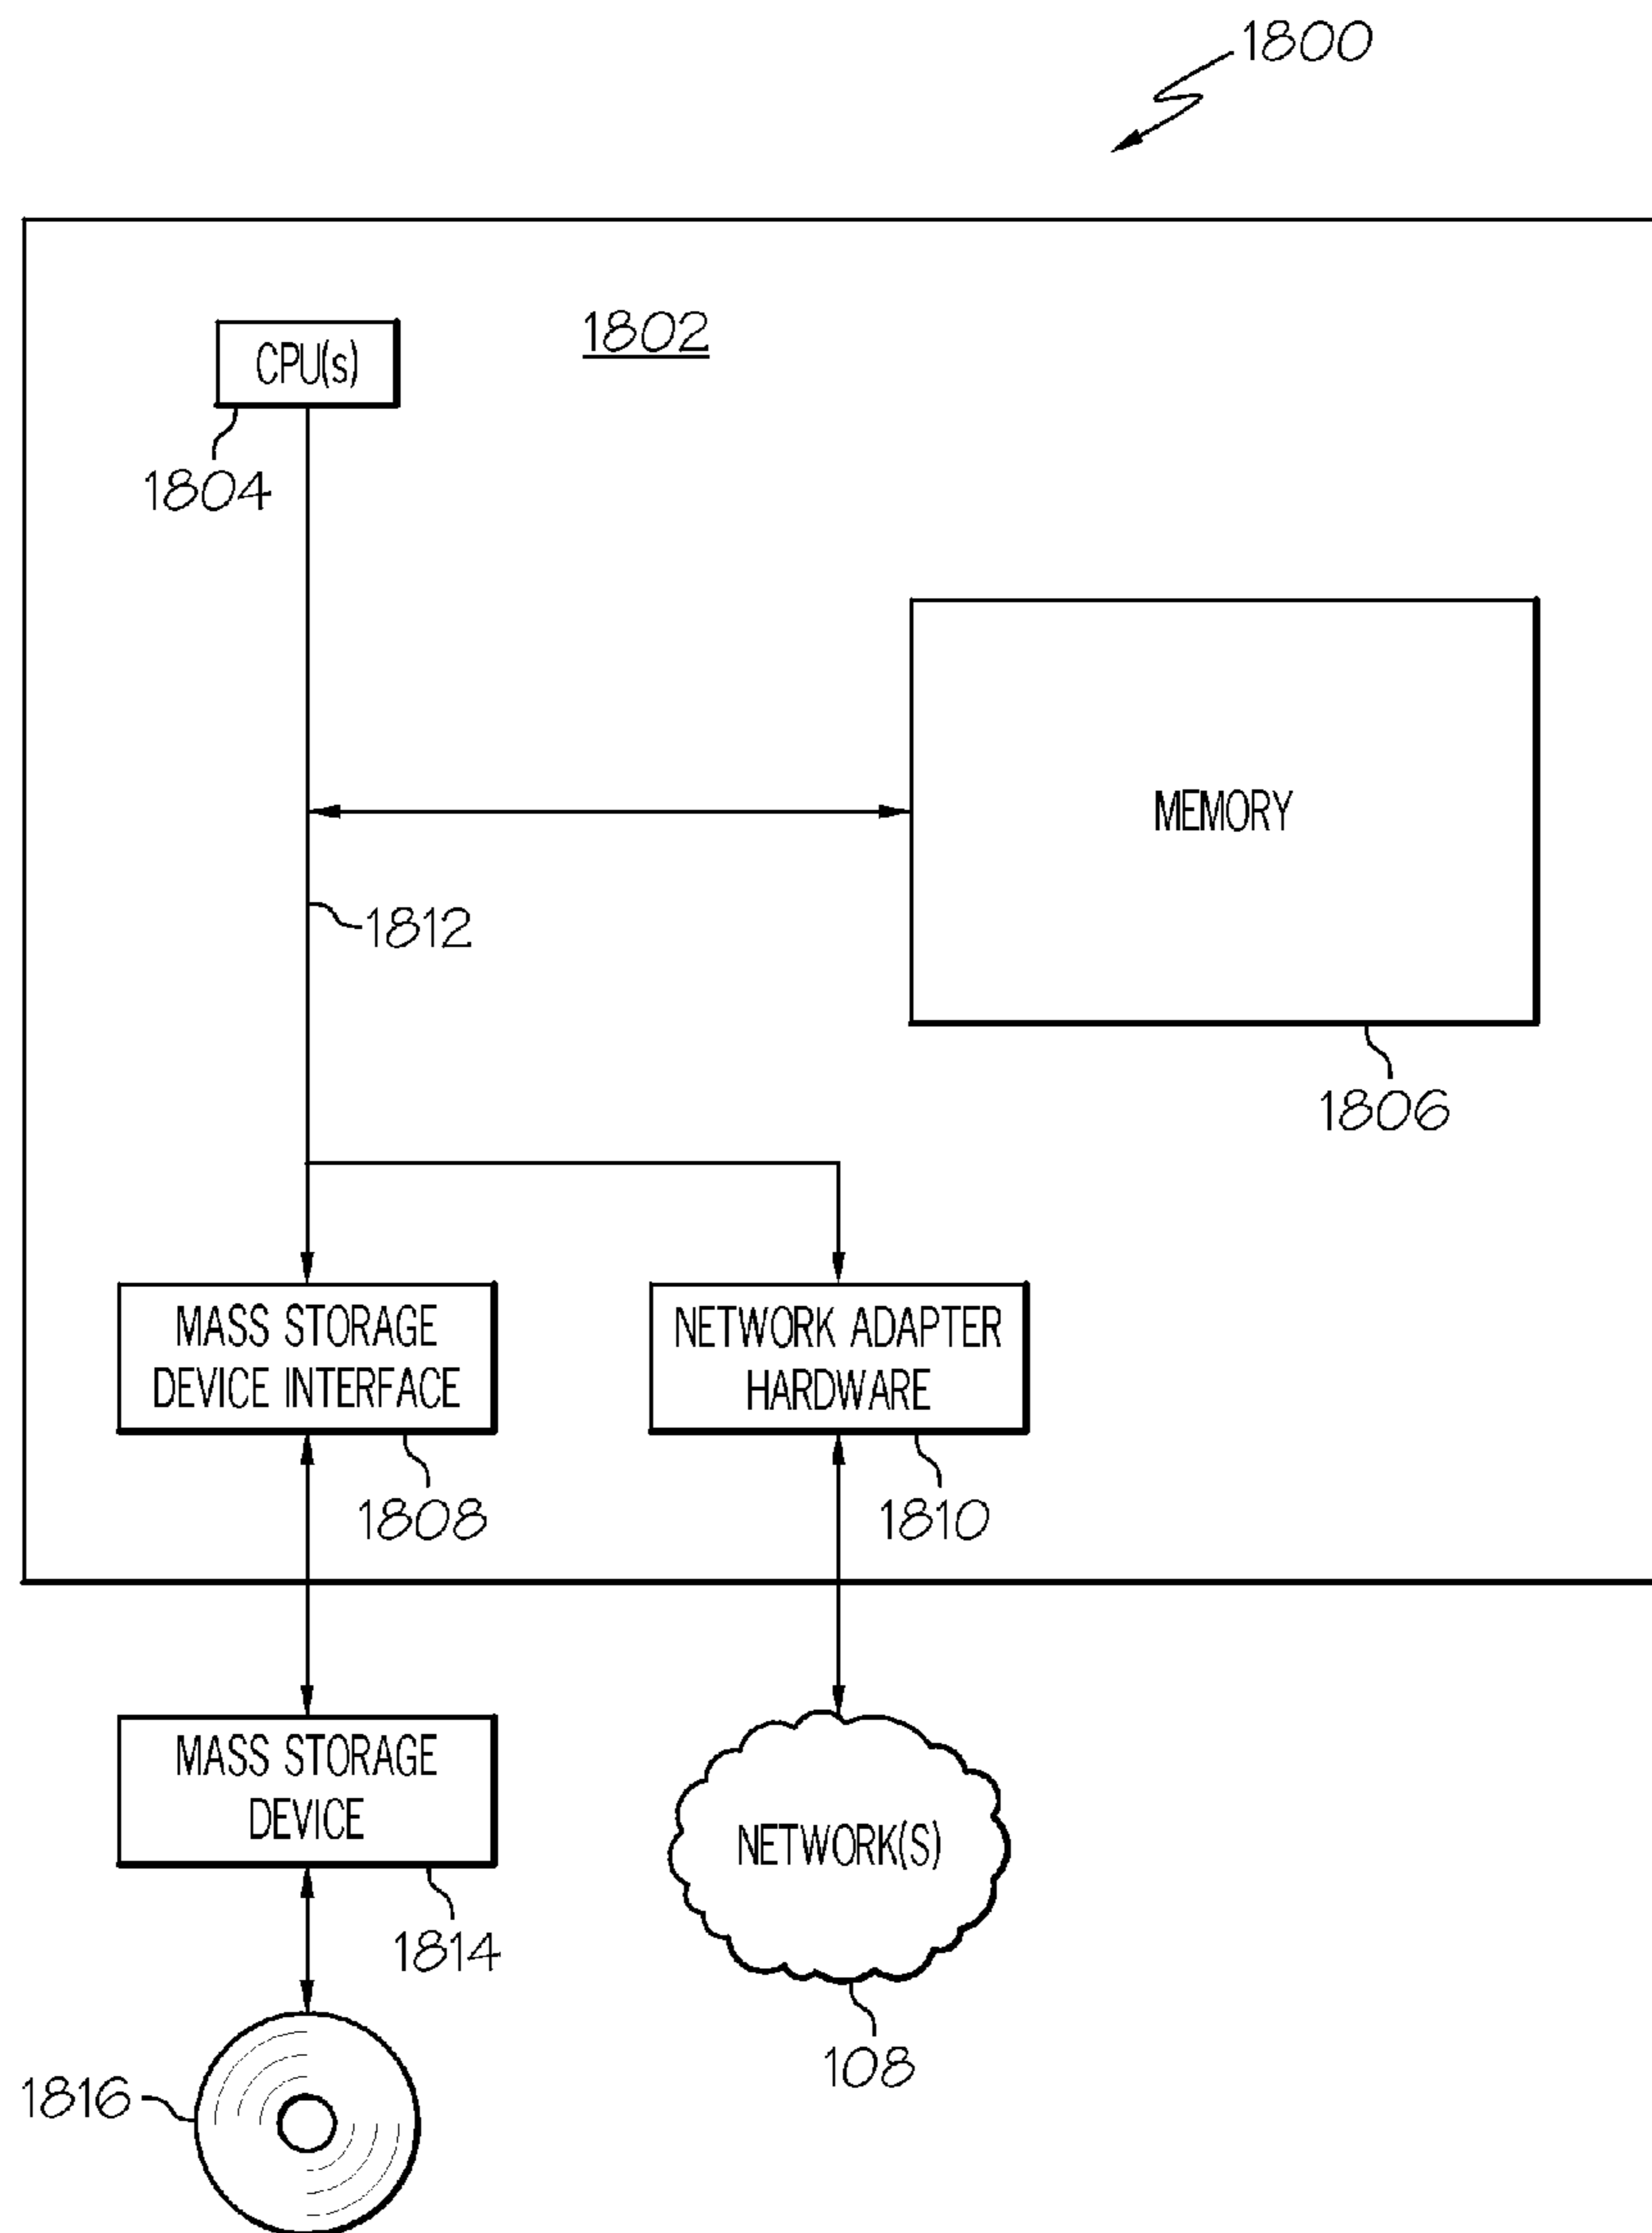 1800
1802
CPU(s)
1804
MEMORY
1812
1806
MASS STORAGE
DEVICE INTERFACE
NETWORK ADAPTER
HARDWARE
1808
1810
MASS STORAGE
DEVICE
NETWORK(S)
1814
108
1816